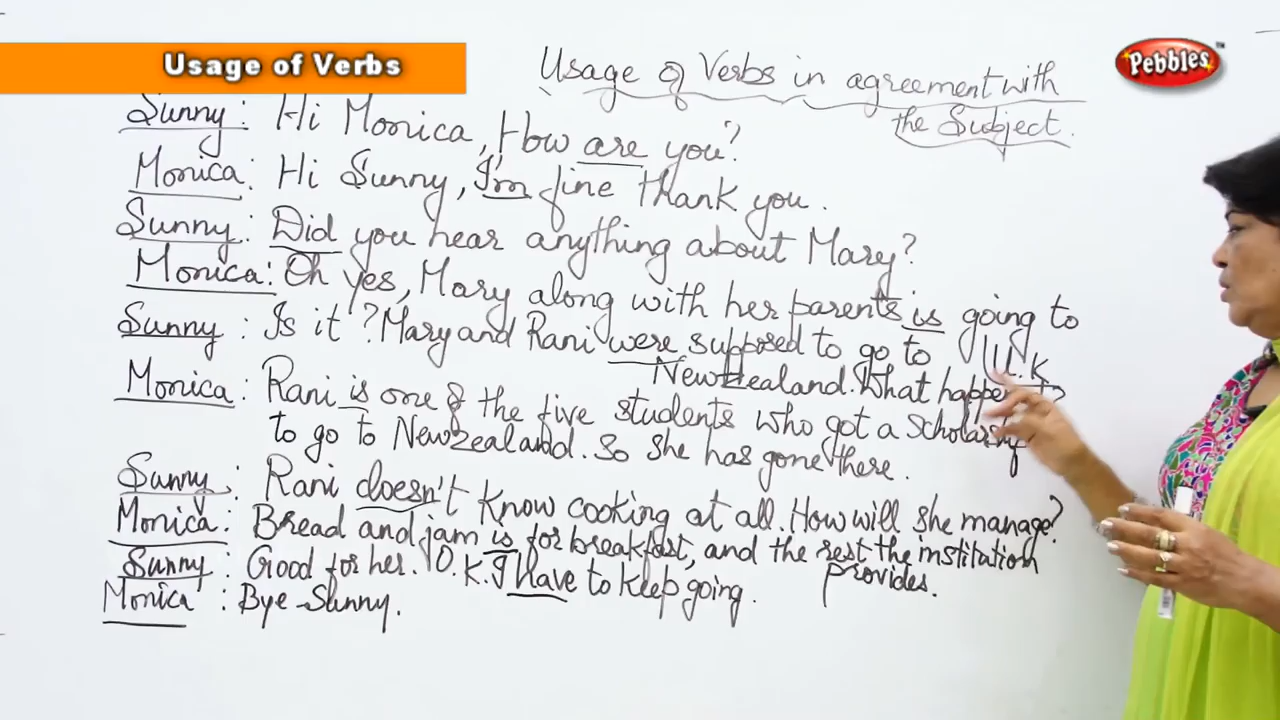 Usage of Verbs
Pebbles™
Usage of Verbs in agreement with
the Subject.
Sunny: Hi Monica, How are you?
Monica: Hi Sunny, I'm fine thank you.
Sunny: Did you hear anything about Mary?
Monica: Oh yes, Mary along with her parents is going to
U.K
Sunny: Is it? Mary and Rani were supposed to go to
NewZealand. What happened?
Monica: Rani is one of the five students who got a Scholarship
to go to Newzealand. So she has gone there.
Sunny: Rani doesn't know cooking at all. How will she manage?
Monica: Bread and jam is for breakfast, and the rest the institution
provides.
Sunny: Good for her. O.K. I have to keep going.
Monica: Bye Sunny.